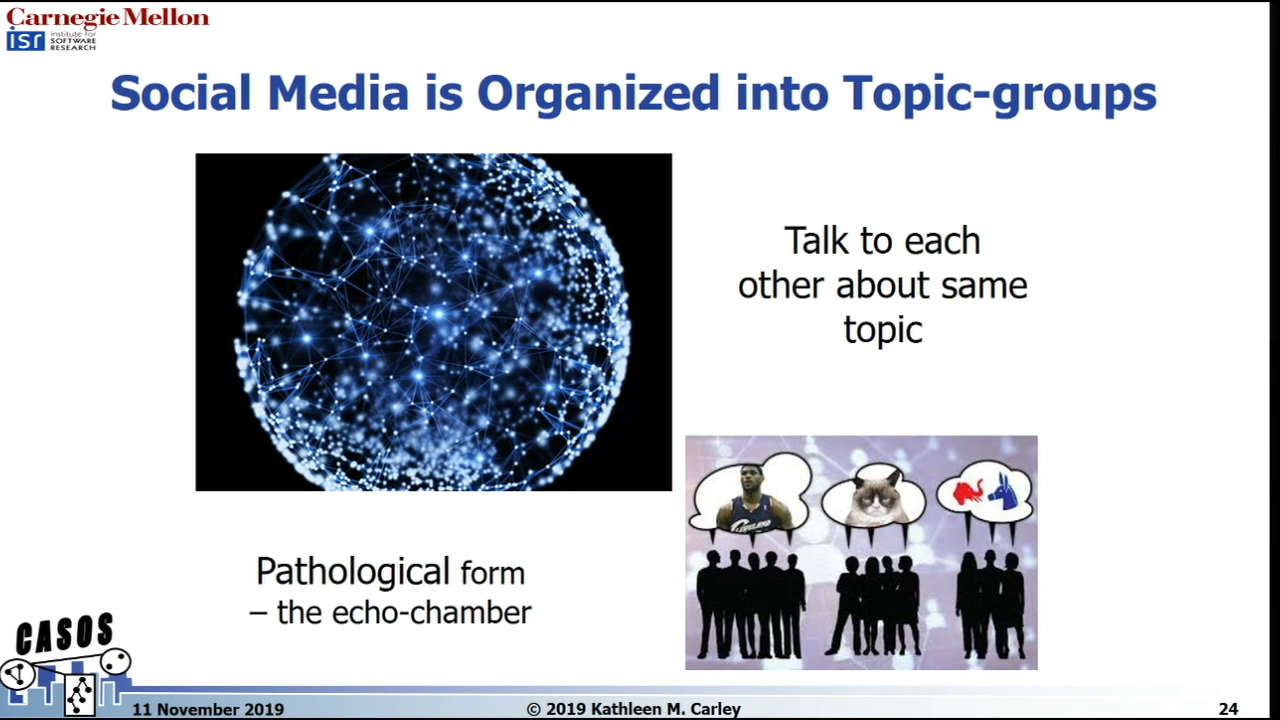 Carnegie Mellon
isr institute for
SOFTWARE
RESEARCH
Social Media is Organized into Topic-groups
Talk to each
other about same
topic
CLEVELAND
Pathological form
– the echo-chamber
CASOS
11 November 2019
© 2019 Kathleen M. Carley
24